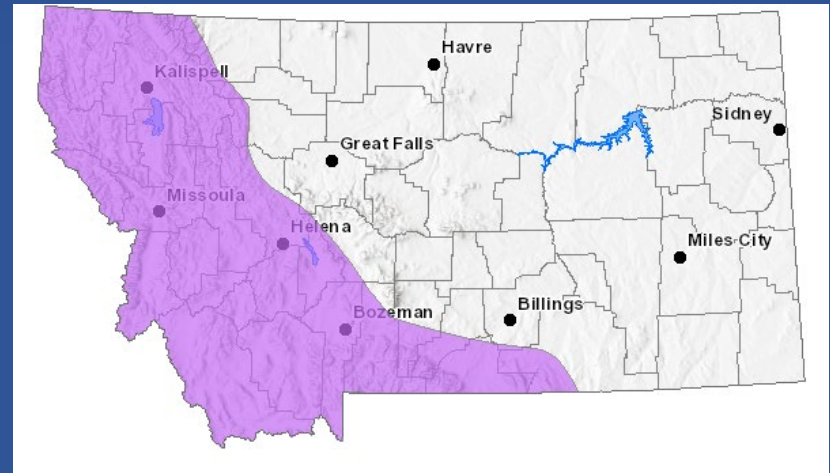 Havre
Kalispell
Sidney
Great Falls
Missoula
Helena
Miles City
Billings
Bozeman